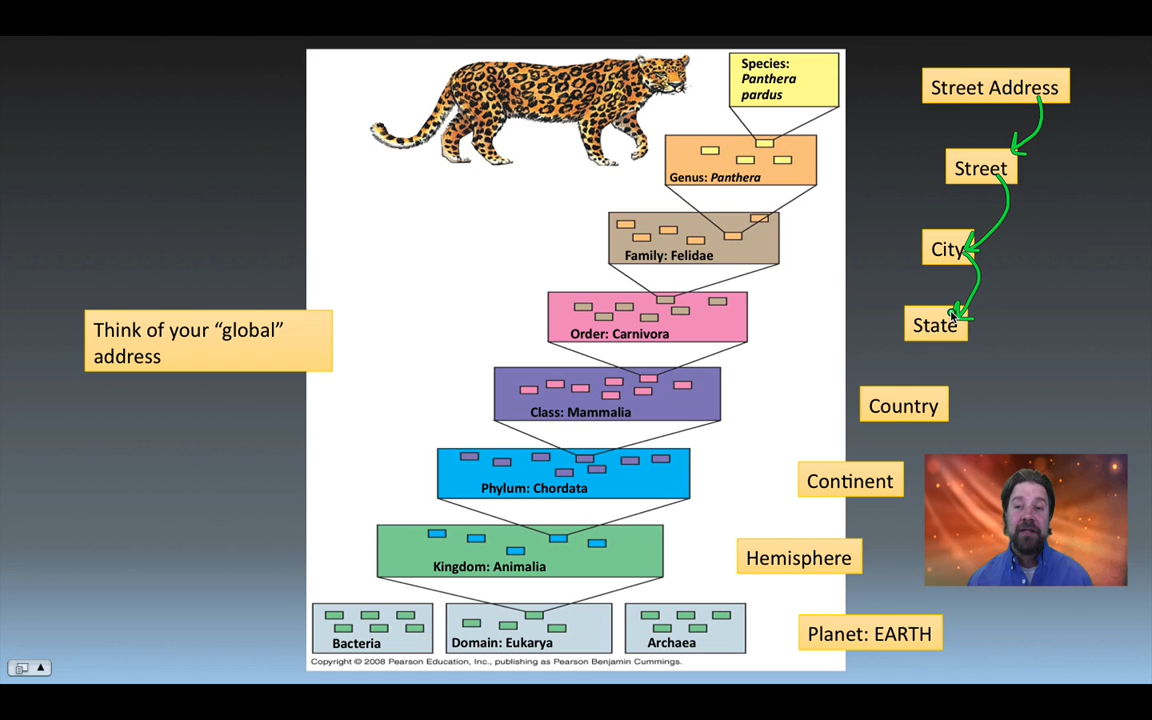 Species:
Panthera
pardus
Genus: Panthera
Family: Felidae
Order: Carnivora
Class: Mammalia
Phylum: Chordata
Kingdom: Animalia
Bacteria
Domain: Eukarya
Archaea
Copyright © 2008 Pearson Education, Inc., publishing as Pearson Benjamin Cummings.
Think of your “global”
address
Street Address
Street
City
State
Country
Continent
Hemisphere
Planet: EARTH